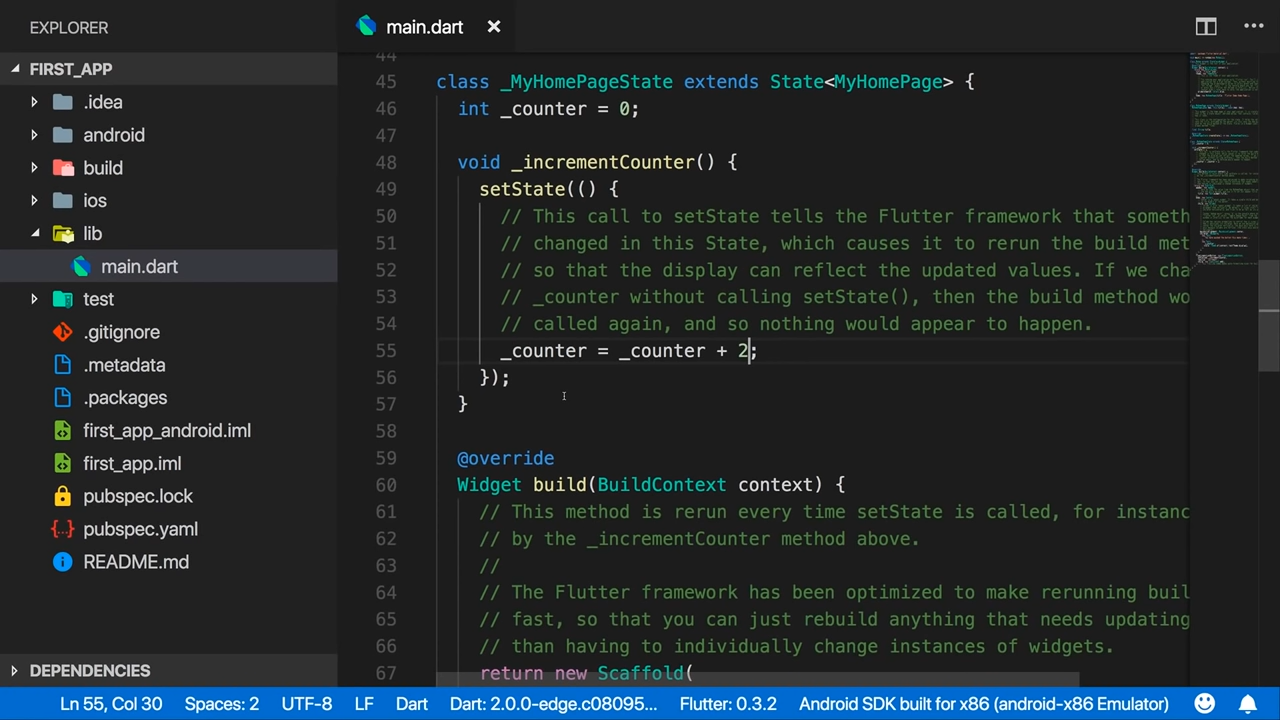 EXPLORER
FIRST_APP
.idea
android
build
ios
lib
main.dart
test
.gitignore
.metadata
.packages
first_app_android.iml
first_app.iml
pubspec.lock
pubspec.yaml
README.md
DEPENDENCIES
main.dart
44
45 class _MyHomePageState extends State<MyHomePage> {
46 int _counter = 0;
47
48 void _incrementCounter() {
49 setState(() {
50 // This call to setState tells the Flutter framework that someth
51 // changed in this State, which causes it to rerun the build met
52 // so that the display can reflect the updated values. If we cha
53 // _counter without calling setState(), then the build method wo
54 // called again, and so nothing would appear to happen.
55 _counter = _counter + 2;
56 });
57 }
58
59 @override
60 Widget build(BuildContext context) {
61 // This method is rerun every time setState is called, for instanc
62 // by the _incrementCounter method above.
63 //
64 // The Flutter framework has been optimized to make rerunning buil
65 // fast, so that you can just rebuild anything that needs updating
66 // than having to individually change instances of widgets.
67 return new Scaffold(
Ln 55, Col 30 Spaces: 2 UTF-8 LF Dart Dart: 2.0.0-edge.c08095... Flutter: 0.3.2 Android SDK built for x86 (android-x86 Emulator)